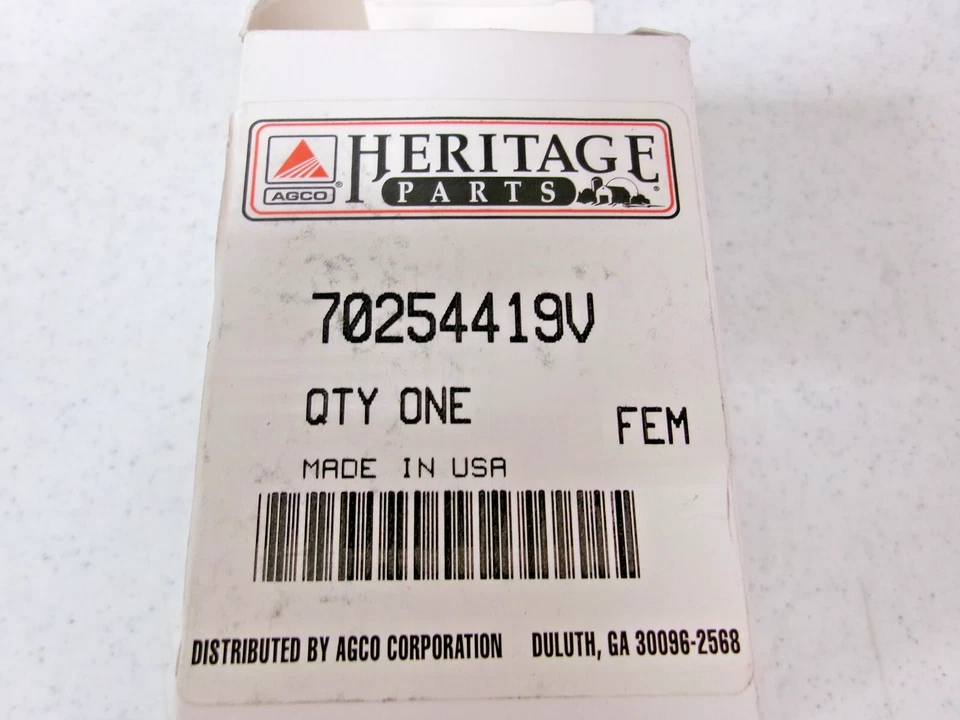 HERITAGE
AGCO® PARTS ®
70254419V
QTY ONE
FEM
MADE IN USA
DISTRIBUTED BY AGCO CORPORATION DULUTH, GA 30096-2568